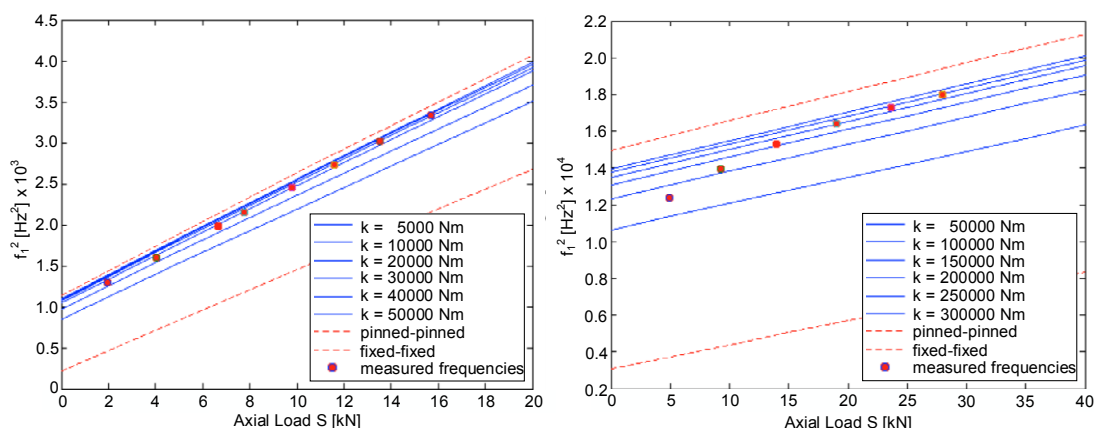 4.5
4.0
3.5
3.0
2.5
2.0
1.5
1.0
0.5
0
f₁² [Hz²] x 10³
0 2 4 6 8 10 12 14 16 18 20
Axial Load S [kN]
k = 5000 Nm
k = 10000 Nm
k = 20000 Nm
k = 30000 Nm
k = 40000 Nm
k = 50000 Nm
pinned-pinned
fixed-fixed
measured frequencies
2.2
2.0
1.8
1.6
1.4
1.2
1.0
0.8
0.6
0.4
0.2
f₁² [Hz²] x 10⁴
0 5 10 15 20 25 30 35 40
Axial Load S [kN]
k = 50000 Nm
k = 100000 Nm
k = 150000 Nm
k = 200000 Nm
k = 250000 Nm
k = 300000 Nm
pinned-pinned
fixed-fixed
measured frequencies